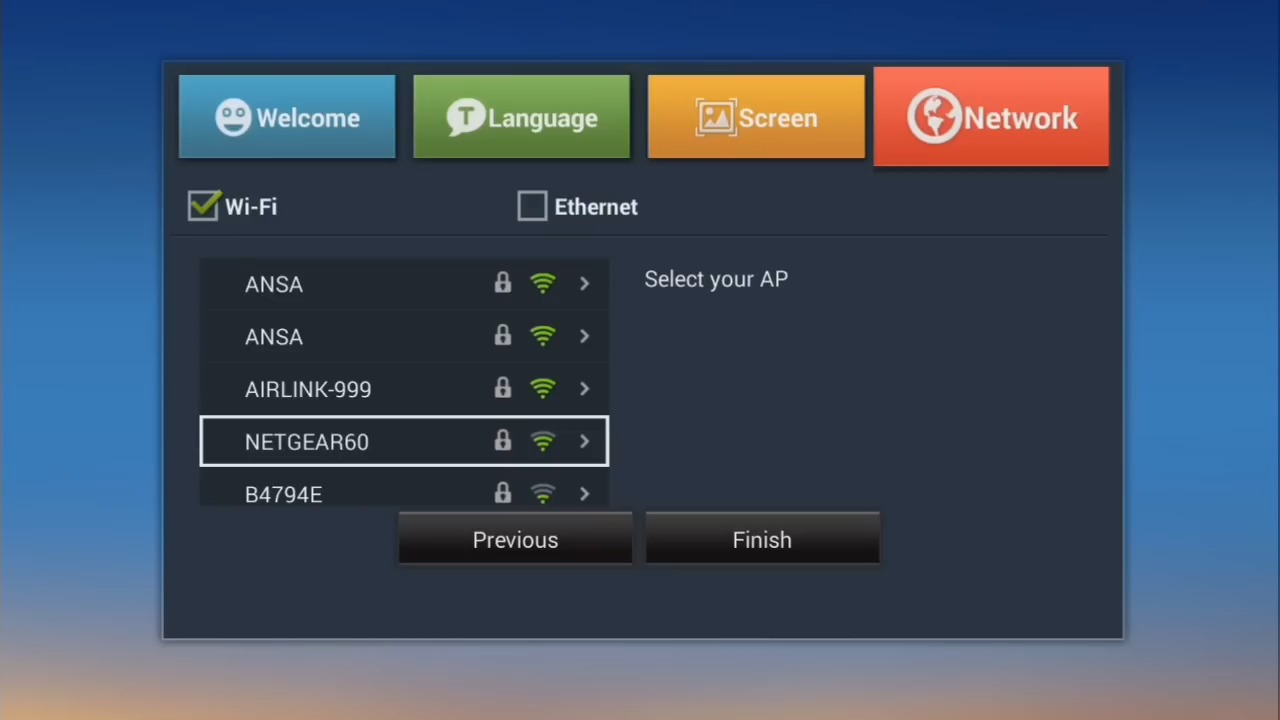 Welcome
Language
Screen
Network
Wi-Fi
Ethernet
ANSA
Select your AP
ANSA
AIRLINK-999
NETGEAR60
B4794E
Previous
Finish